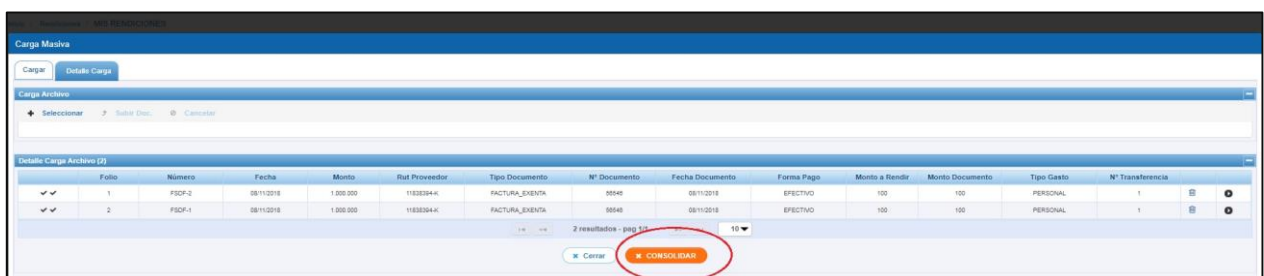 MIS RENDICIONES
Carga Masiva
Cargar Detalle Carga
Carga Archivo
Seleccionar Subir Doc. Cancelar
Detalle Carga Archivo (2)
Folio Número Fecha Monto Rut Proveedor Tipo Documento Nº Documento Fecha Documento Forma Pago Monto a Rendir Monto Documento Tipo Gasto Nº Transferencia
1 FSDF-2 08/11/2018 1.000.000 11838394-K FACTURA_EXENTA 56546 08/11/2018 EFECTIVO 100 100 PERSONAL 1
2 FSDF-1 08/11/2018 1.000.000 11838394-K FACTURA_EXENTA 56546 08/11/2018 EFECTIVO 100 100 PERSONAL 1
2 resultados - pag 1/1 10
Cerrar CONSOLIDAR